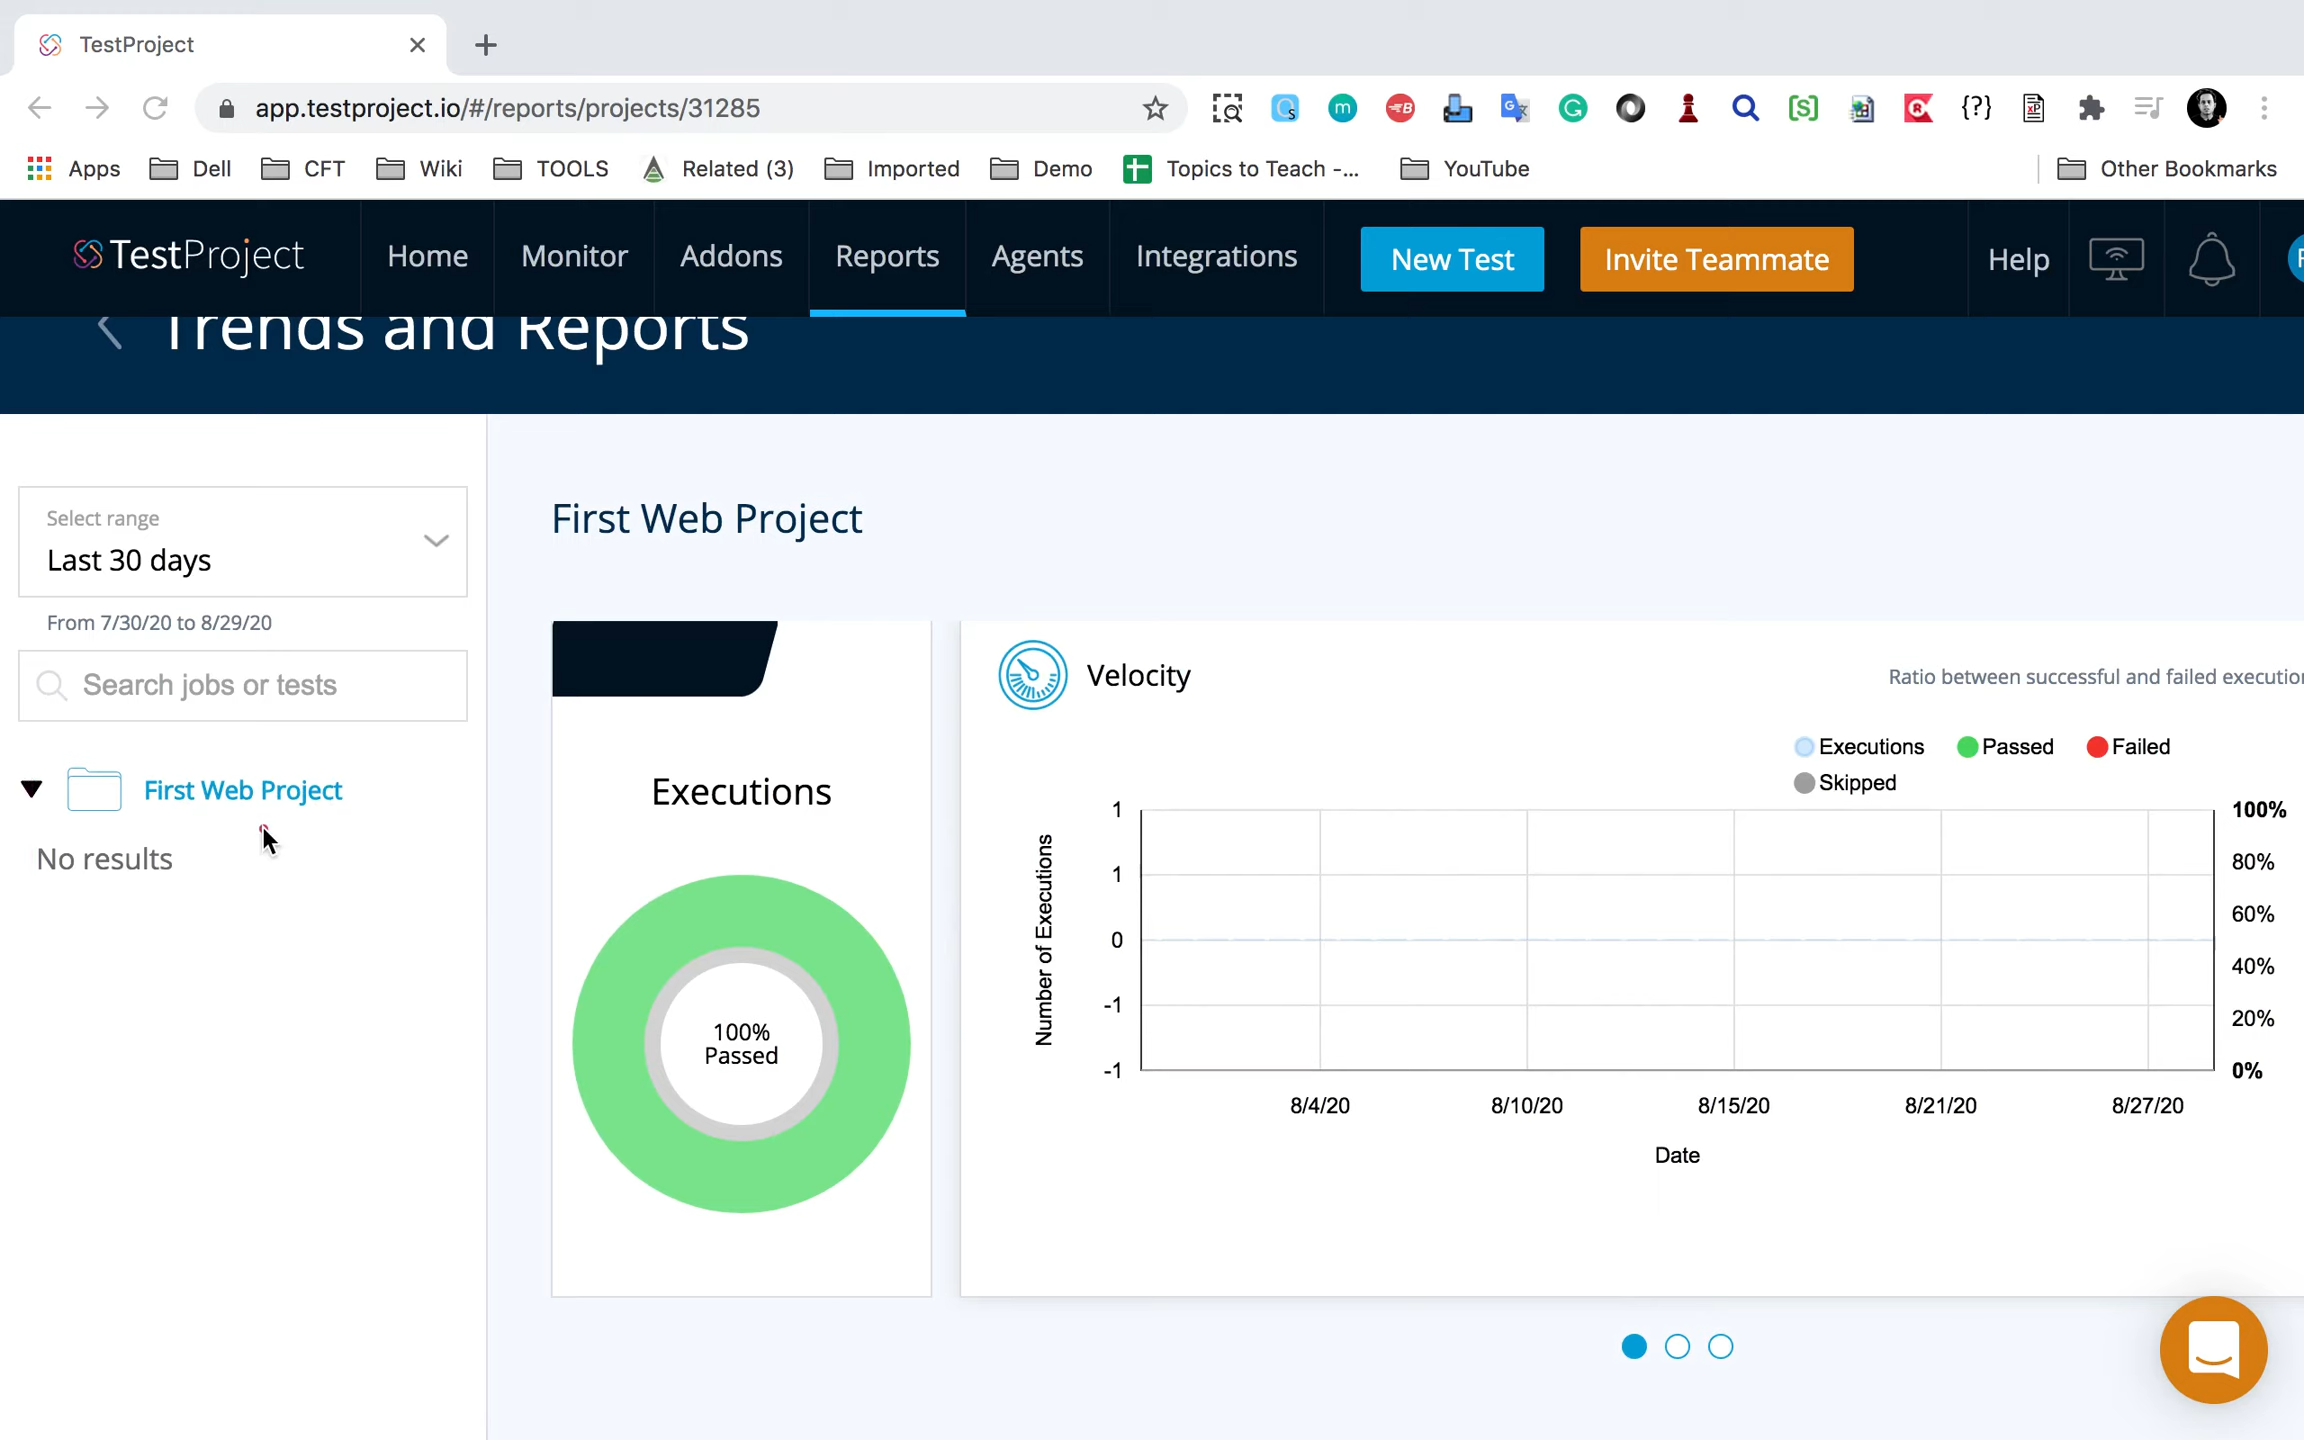 TestProject
app.testproject.io/#/reports/projects/31285
Apps Dell CFT Wiki TOOLS Related (3) Imported Demo Topics to Teach -... YouTube Other Bookmarks
TestProject Home Monitor Addons Reports Agents Integrations New Test Invite Teammate Help
Trends and Reports
Select range
Last 30 days
From 7/30/20 to 8/29/20
Search jobs or tests
First Web Project
No results
First Web Project
Executions
100%
Passed
Velocity
Ratio between successful and failed
Executions Passed Failed
Skipped
Number of Executions
1
1
0
-1
-1
100%
80%
60%
40%
20%
0%
8/4/20 8/10/20 8/15/20 8/21/20 8/27/20
Date